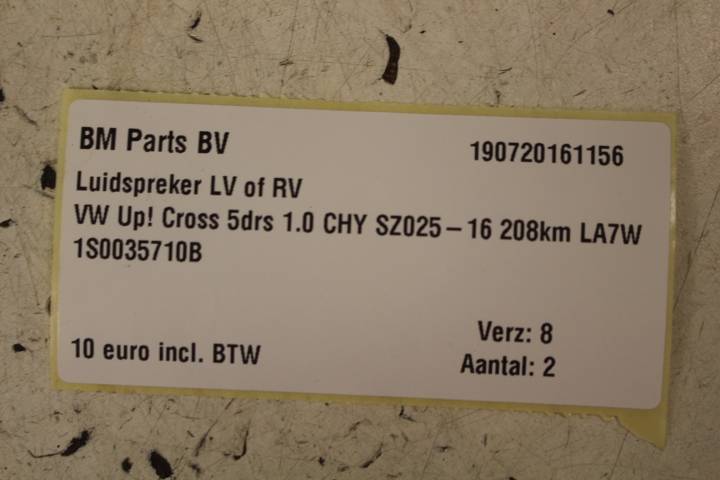 BM Parts BV
190720161156
Luidspreker LV of RV
VW Up! Cross 5drs 1.0 CHY SZ025-16 208km LA7W
1S0035710B
10 euro incl. BTW
Verz: 8
Aantal: 2